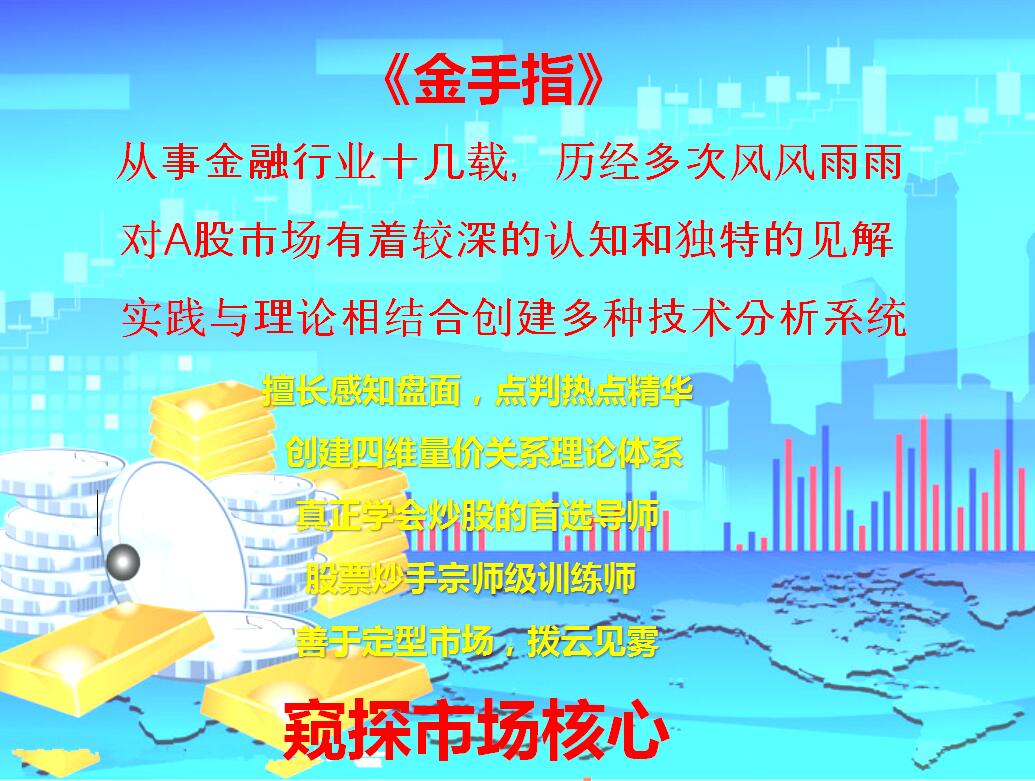 《金手指》
从事金融行业十几载，历经多次风风雨雨
对A股市场有着较深的认知和独特的见解
实践与理论相结合创建多种技术分析系统
擅长感知盘面，点判热点精华
创建四维量价关系理论体系
真正学会炒股的首选导师
股票炒手宗师级训练师
善于定型市场，拨云见雾
窥探市场核心